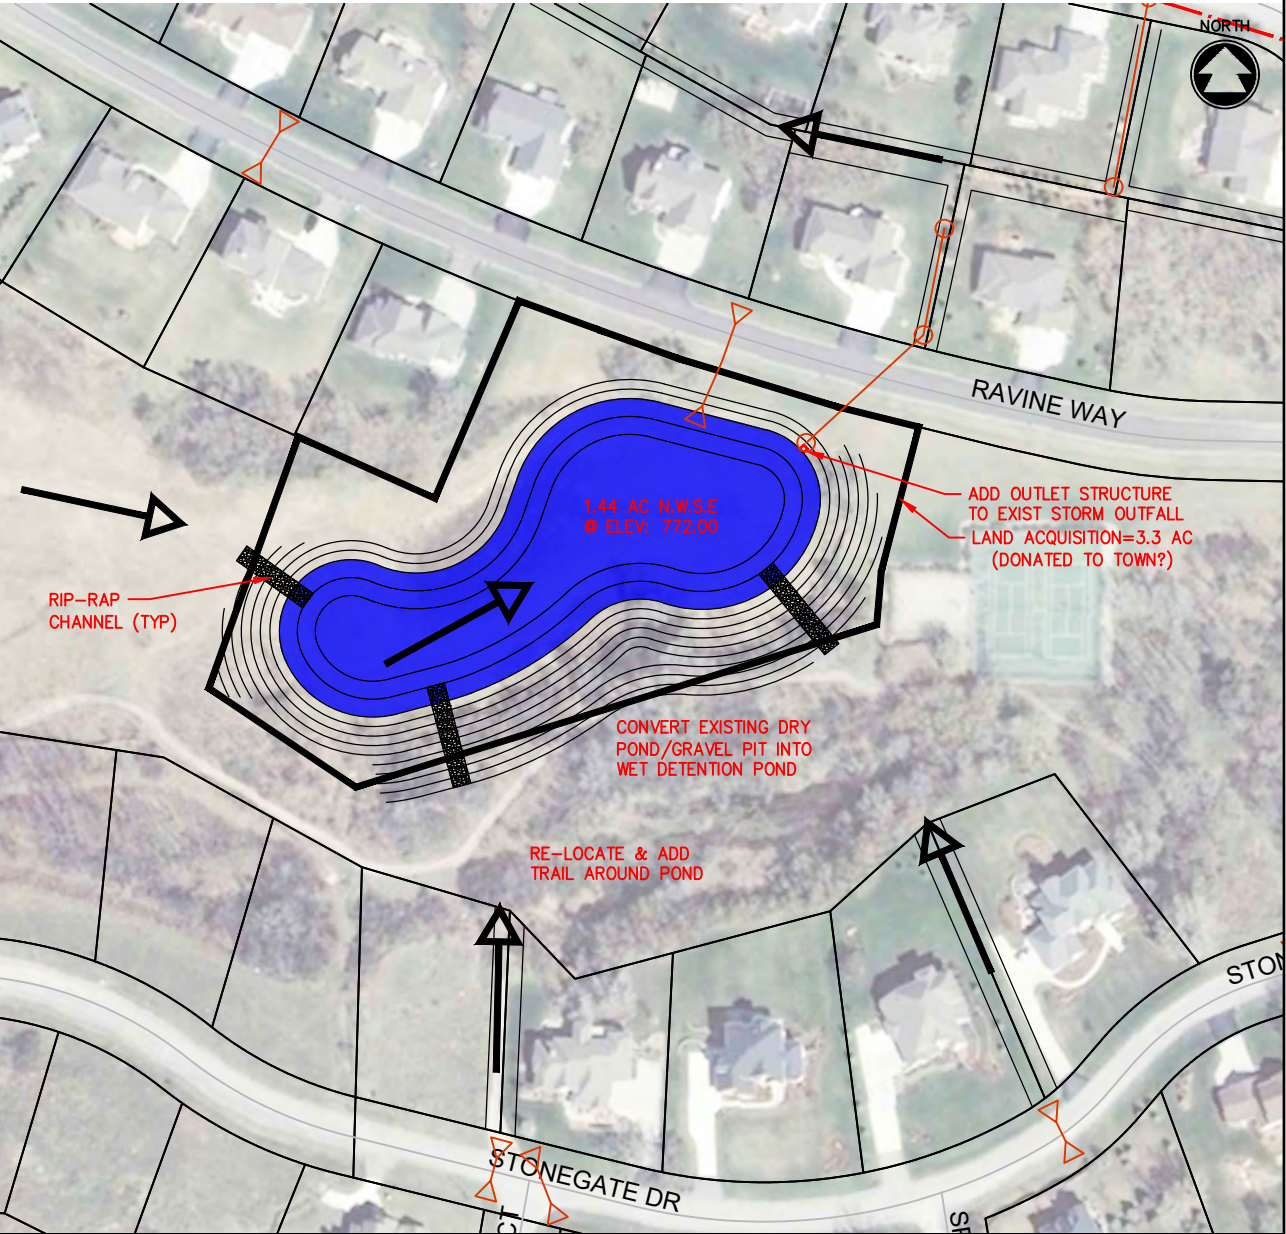 NORTH
RAVINE WAY
1.44 AC N.W.S.E
@ ELEV: 772.00
ADD OUTLET STRUCTURE
TO EXIST STORM OUTFALL
LAND ACQUISITION=3.3 AC
(DONATED TO TOWN?)
RIP-RAP
CHANNEL (TYP)
CONVERT EXISTING DRY
POND/GRAVEL PIT INTO
WET DETENTION POND
RE-LOCATE & ADD
TRAIL AROUND POND
STON
STONEGATE DR
CT